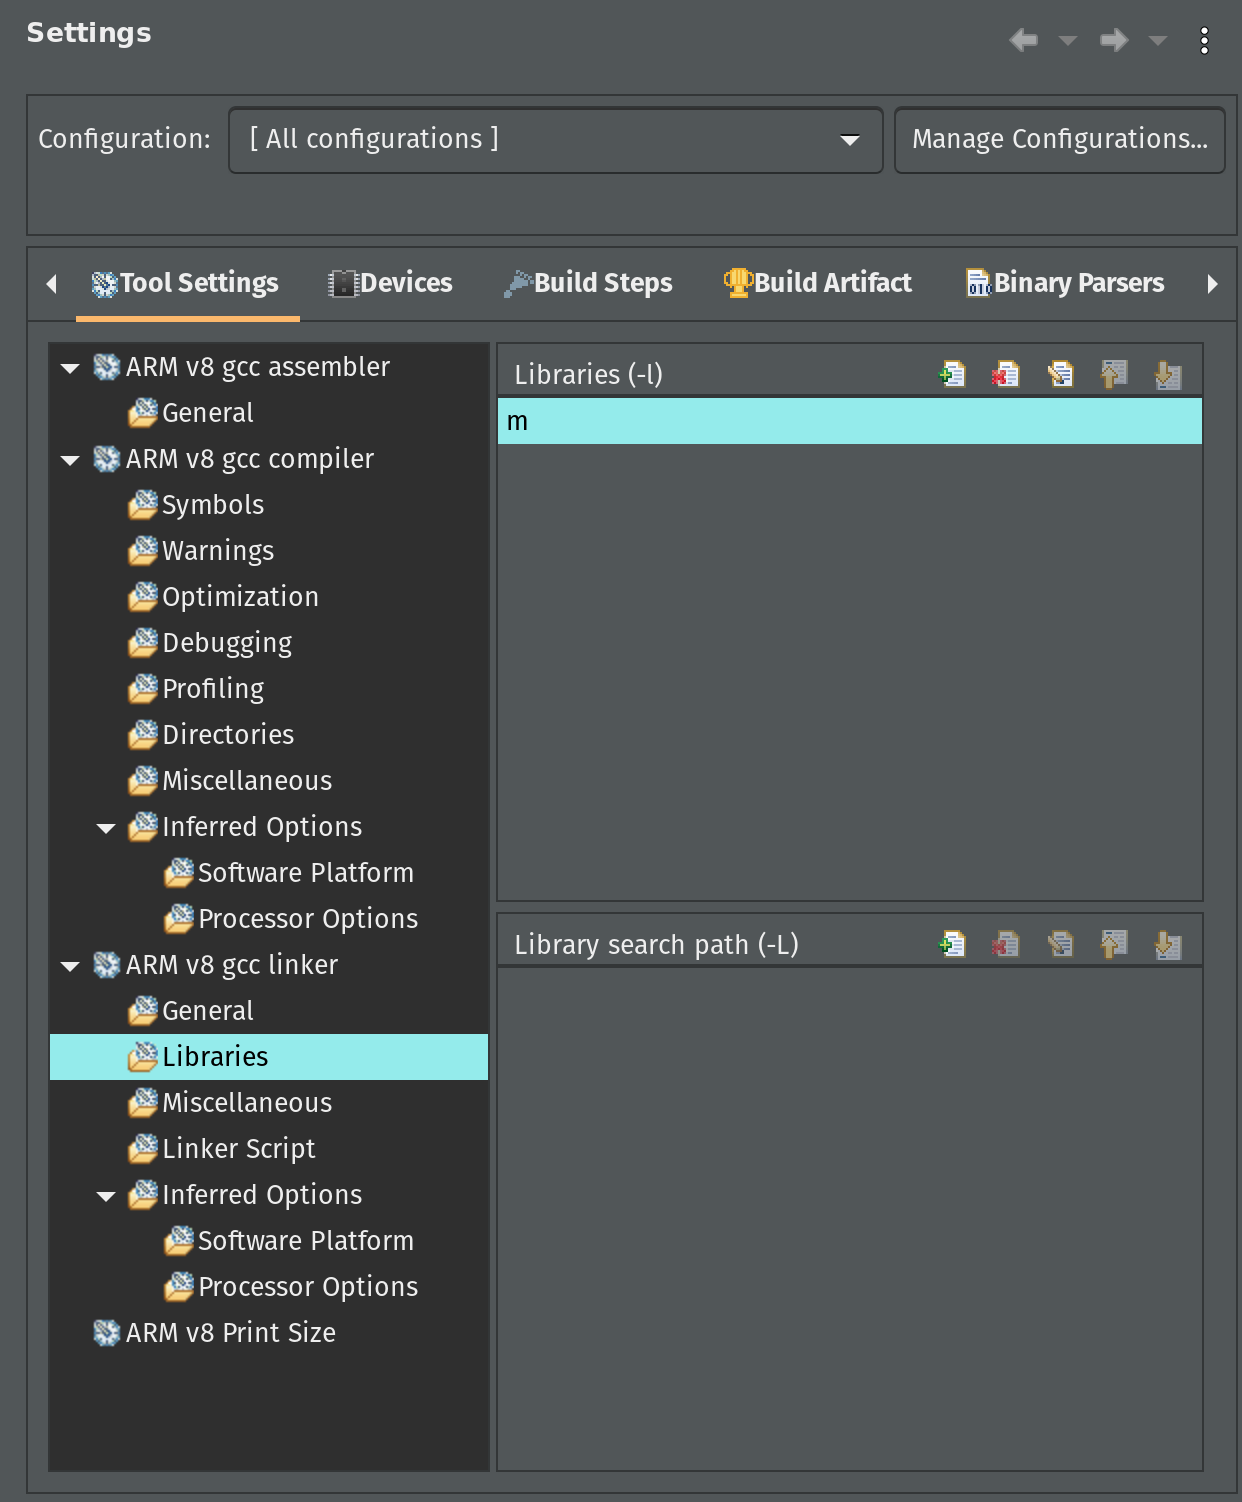 Settings
Configuration:
[ All configurations ]
Manage Configurations...
Tool Settings
Devices
Build Steps
Build Artifact
Binary Parsers
ARM v8 gcc assembler
General
ARM v8 gcc compiler
Symbols
Warnings
Optimization
Debugging
Profiling
Directories
Miscellaneous
Inferred Options
Software Platform
Processor Options
ARM v8 gcc linker
General
Libraries
Miscellaneous
Linker Script
Inferred Options
Software Platform
Processor Options
ARM v8 Print Size
Libraries (-l)
m
Library search path (-L)